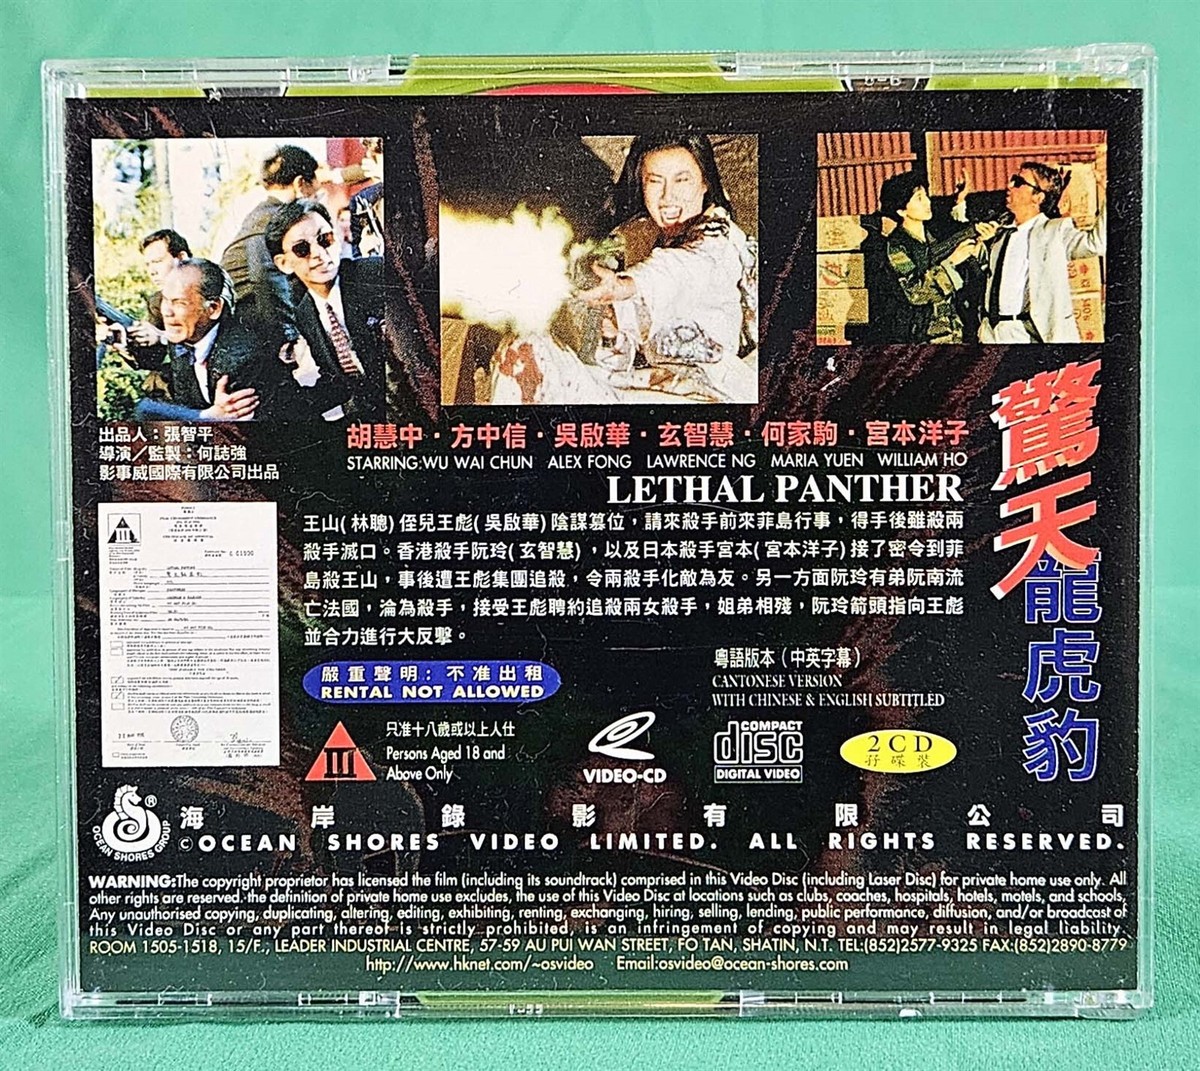 出品人：張智平
導演／監製：何誌強
影事威國際有限公司出品
胡慧中・方中信・吳啟華・玄智慧・何家駒・宮本洋子
STARRING:WU WAI CHUN ALEX FONG LAWRENCE NG MARIA YUEN WILLIAM HO
LETHAL PANTHER
驚天龍虎豹
王山(林聰)侄兒王彪(吳啟華)陰謀篡位，請來殺手前來菲島行事，得手後雖殺兩
殺手滅口。香港殺手阮玲(玄智慧)，以及日本殺手宮本(宮本洋子)接了密令到菲
島殺王山，事後遭王彪集團追殺，令兩殺手化敵為友。另一方面阮玲有弟阮南流
亡法國，淪為殺手，接受王彪聘約追殺兩女殺手，姐弟相殘，阮玲箭頭指向王彪
並合力進行大反擊。
嚴重聲明：不准出租
RENTAL NOT ALLOWED
粵語版本（中英字幕）
CANTONESE VERSION
WITH CHINESE & ENGLISH SUBTITLED
III
只准十八歲或以上人仕
Persons Aged 18 and
Above Only
VIDEO-CD
COMPACT
disc
DIGITAL VIDEO
2CD
孖碟裝
OCEAN SHORES GROUP
®
海岸錄影有限公司
©OCEAN SHORES VIDEO LIMITED. ALL RIGHTS RESERVED.
WARNING:The copyright proprietor has licensed the film (including its soundtrack) comprised in this Video Disc (including Laser Disc) for private home use only. All
other rights are reserved. the definition of private home use excludes, the use of this Video Disc at locations such as clubs, coaches, hospitals, hotels, motels, and schools,
Any unauthorised copying, duplicating, altering, editing, exhibiting, renting, exchanging, hiring, selling, lending, public performance, diffusion, and/or broadcast of
this Video Disc or any part thereof is strictly prohibited, is an infringement of copying and may result in legal liability.
ROOM 1505-1518, 15/F., LEADER INDUSTRIAL CENTRE, 57-59 AU PUI WAN STREET, FO TAN, SHATIN, N.T. TEL:(852)2577-9325 FAX:(852)2890-8779
http://www.hknet.com/~osvideo Email:osvideo@ocean-shores.com